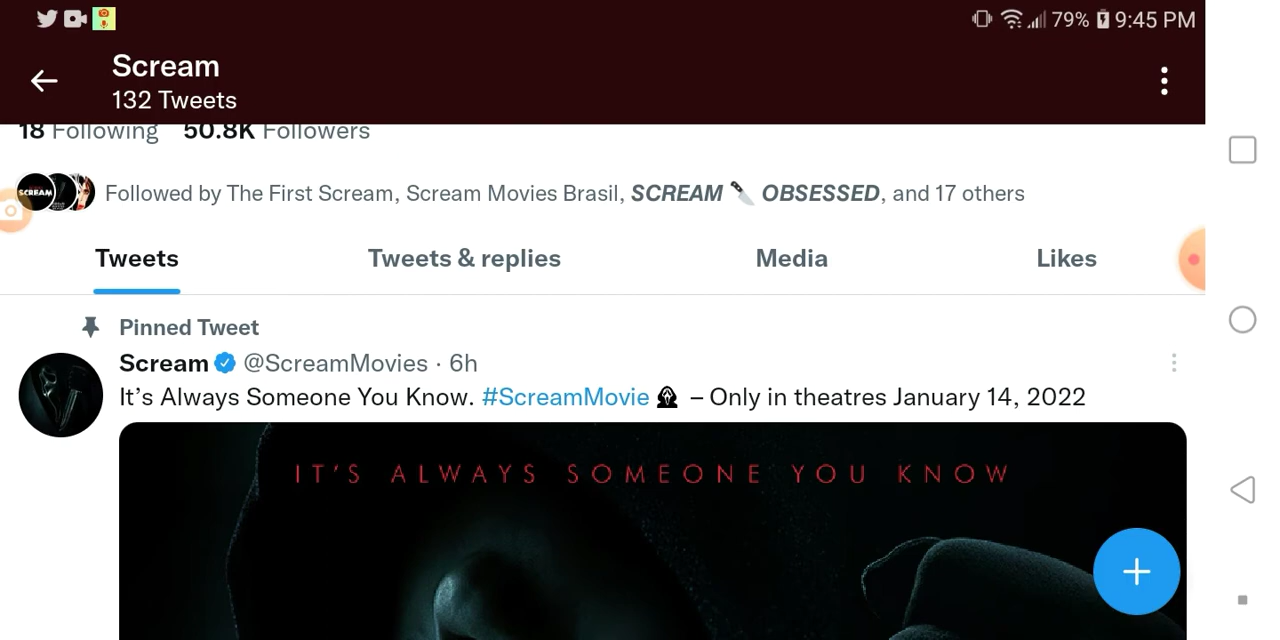 79% 9:45 PM
Scream
132 Tweets
18 Following 50.8K Followers
SCREAM
Followed by The First Scream, Scream Movies Brasil, SCREAM 🔪 OBSESSED, and 17 others
Tweets Tweets & replies Media Likes
Pinned Tweet
Scream @ScreamMovies · 6h
It's Always Someone You Know. #ScreamMovie – Only in theatres January 14, 2022
IT'S ALWAYS SOMEONE YOU KNOW